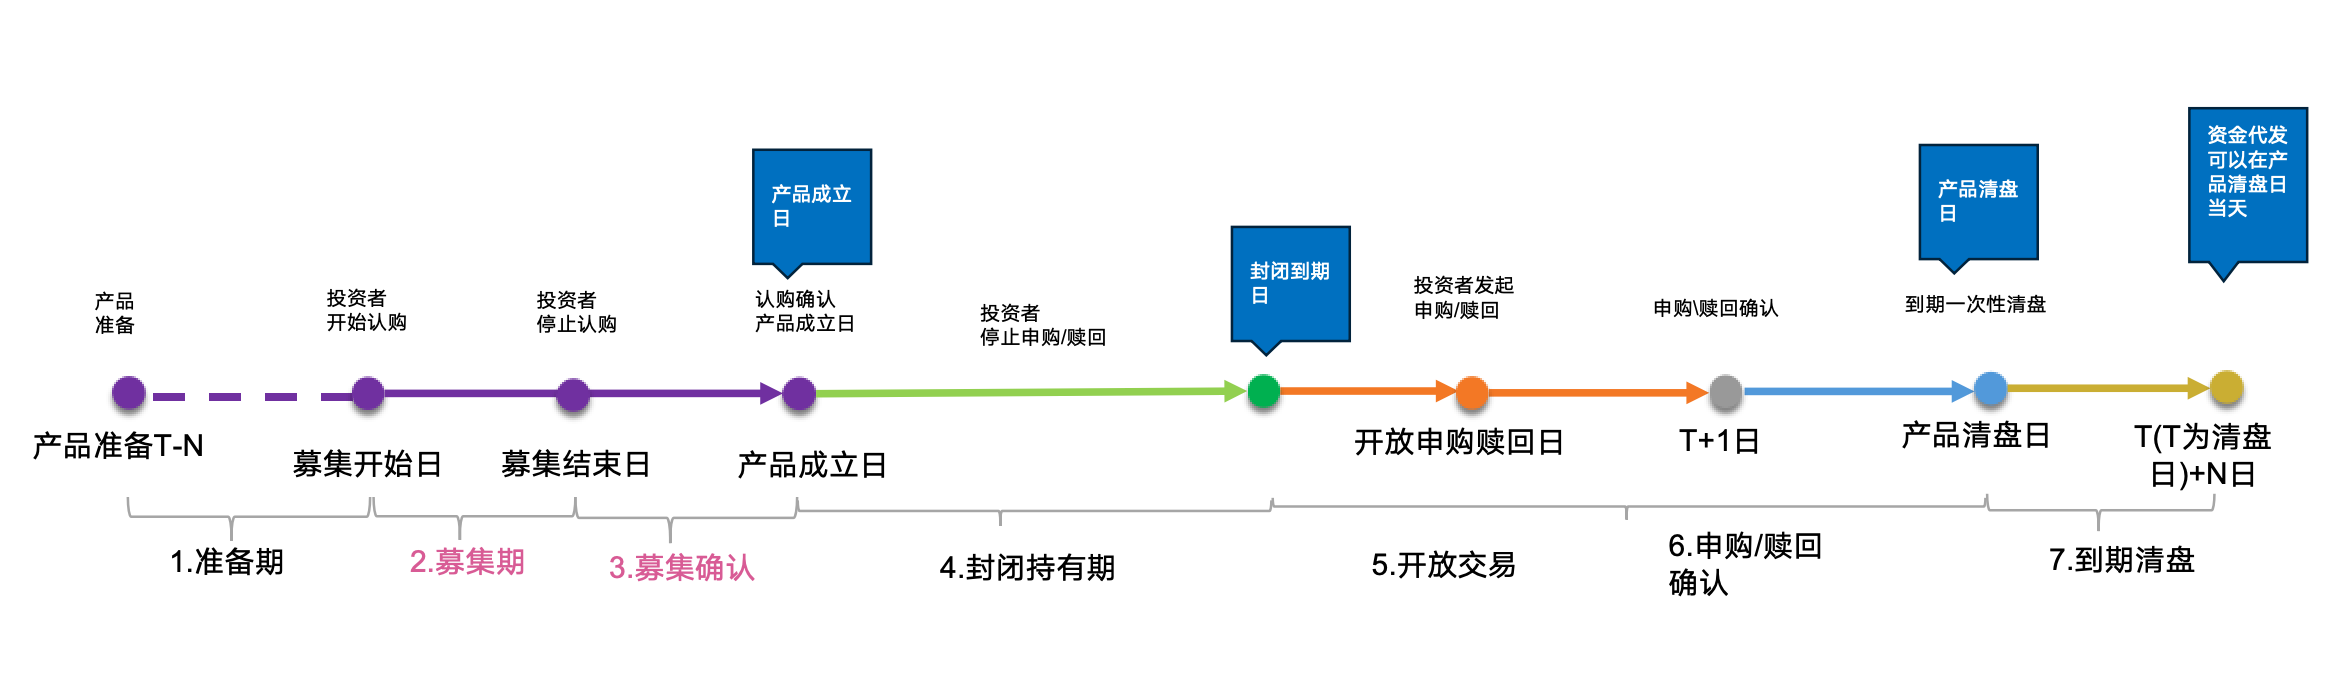 资金代发
可以在产
品清盘日
当天
产品成立
日
产品清盘
日
封闭到期
日
产品
准备
投资者
开始认购
投资者
停止认购
认购确认
产品成立日
投资者
停止申购/赎回
投资者发起
申购/赎回
申购\赎回确认
到期一次性清盘
产品准备T-N
募集开始日
募集结束日
产品成立日
开放申购赎回日
T+1日
产品清盘日
T(T为清盘
日)+N日
1.准备期
2.募集期
3.募集确认
4.封闭持有期
5.开放交易
6.申购/赎回
确认
7.到期清盘